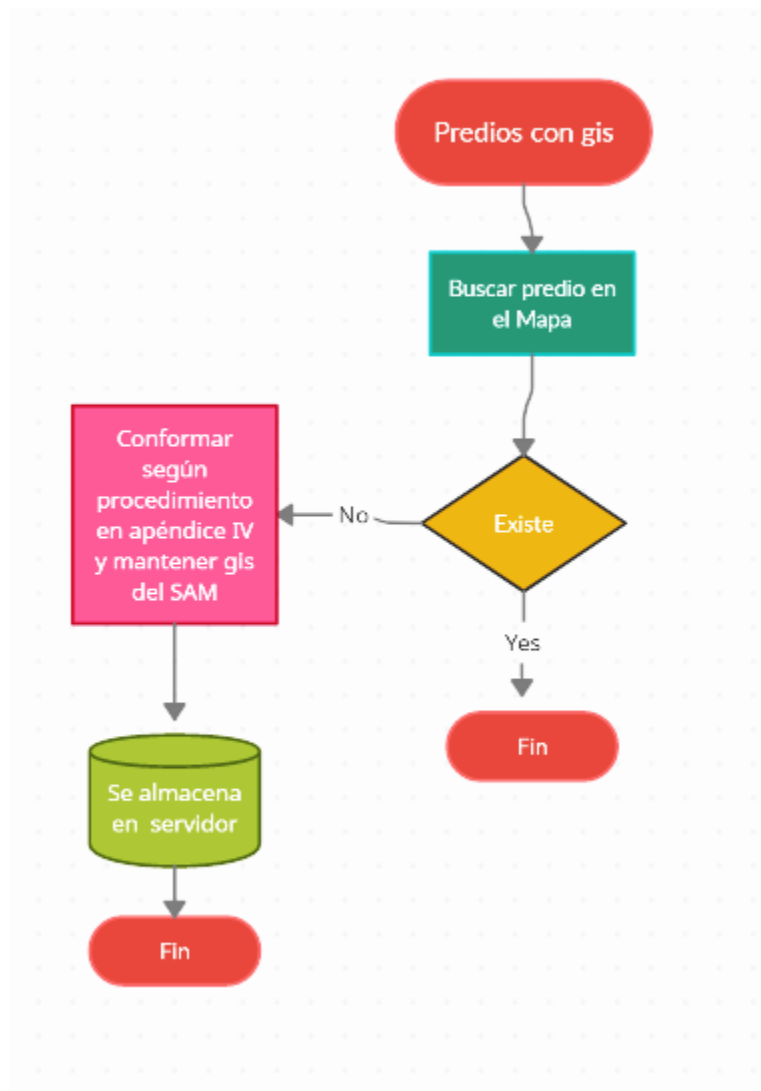 Predios con gis
Buscar predio en
el Mapa
Existe
No
Conformar
según
procedimiento
en apéndice IV
y mantener gis
del SAM
Yes
Fin
Se almacena
en servidor
Fin